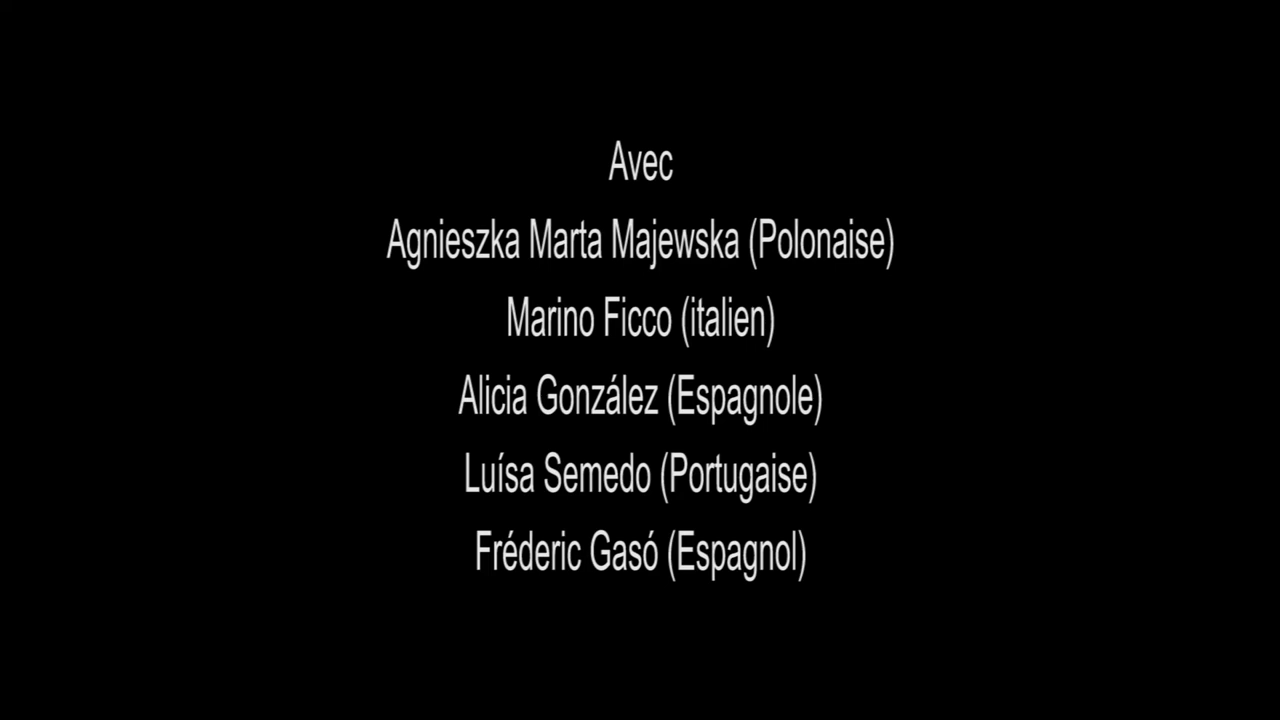 Avec
Agnieszka Marta Majewska (Polonaise)
Marino Ficco (italien)
Alicia González (Espagnole)
Luísa Semedo (Portugaise)
Fréderic Gasó (Espagnol)